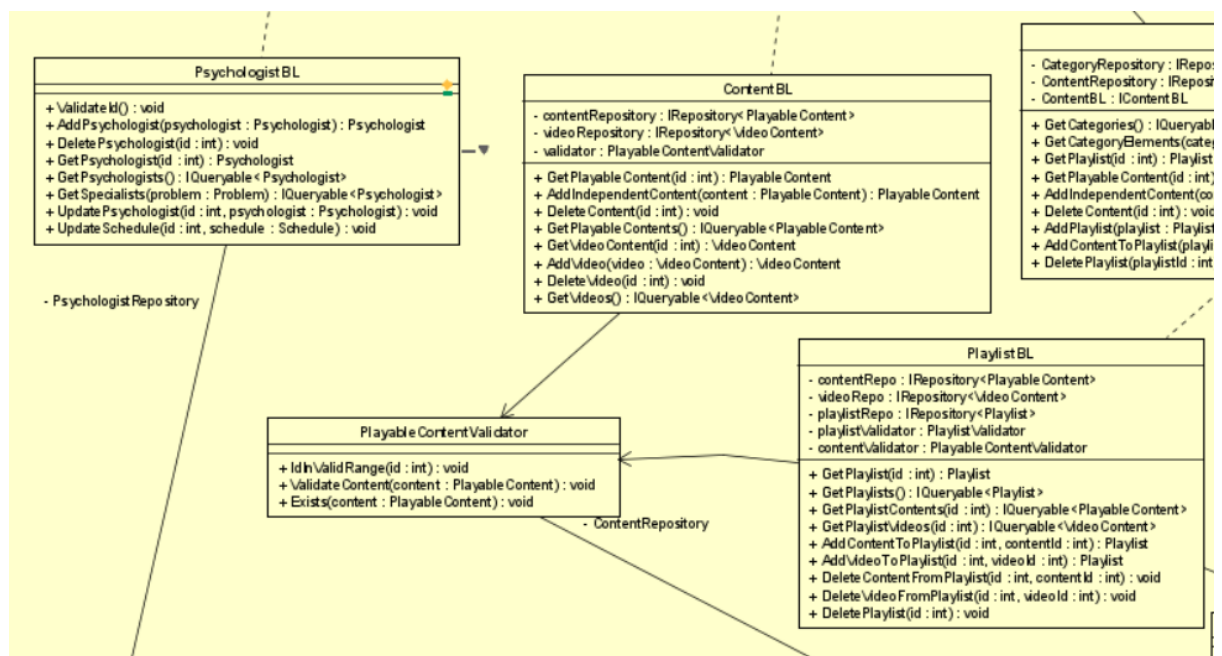 PsychologistBL
+ ValidateId() : void
+ AddPsychologist(psychologist : Psychologist) : Psychologist
+ DeletePsychologist(id : int) : void
+ GetPsychologist(id : int) : Psychologist
+ GetPsychologists() : IQueryable<Psychologist>
+ GetSpecialists(problem : Problem) : IQueryable<Psychologist>
+ UpdatePsychologist(id : int, psychologist : Psychologist) : void
+ UpdateSchedule(id : int, schedule : Schedule) : void
- PsychologistRepository
ContentBL
- contentRepository : IRepository<PlayableContent>
- videoRepository : IRepository<VideoContent>
- validator : PlayableContentValidator
+ GetPlayableContent(id : int) : PlayableContent
+ AddIndependentContent(content : PlayableContent) : PlayableContent
+ DeleteContent(id : int) : void
+ GetPlayableContents() : IQueryable<PlayableContent>
+ GetVideoContent(id : int) : VideoContent
+ AddVideo(video : VideoContent) : VideoContent
+ DeleteVideo(id : int) : void
+ GetVideos() : IQueryable<VideoContent>
- CategoryRepository : IRepos
- ContentRepository : IReposi
- ContentBL : IContentBL
+ GetCategories() : IQueryabl
+ GetCategoryElements(categ
+ GetPlaylist(id : int) : Playlist
+ GetPlayableContent(id : int)
+ AddIndependentContent(co
+ DeleteContent(id : int) : void
+ AddPlaylist(playlist : Playlist
+ AddContentToPlaylist(playli
+ DeletePlaylist(playlistId : int
PlayableContentValidator
+ IdInValidRange(id : int) : void
+ ValidateContent(content : PlayableContent) : void
+ Exists(content : PlayableContent) : void
- ContentRepository
PlaylistBL
- contentRepo : IRepository<PlayableContent>
- videoRepo : IRepository<VideoContent>
- playlistRepo : IRepository<Playlist>
- playlistValidator : PlaylistValidator
- contentValidator : PlayableContentValidator
+ GetPlaylist(id : int) : Playlist
+ GetPlaylists() : IQueryable<Playlist>
+ GetPlaylistContents(id : int) : IQueryable<PlayableContent>
+ GetPlaylistVideos(id : int) : IQueryable<VideoContent>
+ AddContentToPlaylist(id : int, contentId : int) : Playlist
+ AddVideoToPlaylist(id : int, videoId : int) : Playlist
+ DeleteContentFromPlaylist(id : int, contentId : int) : void
+ DeleteVideoFromPlaylist(id : int, videoId : int) : void
+ DeletePlaylist(id : int) : void